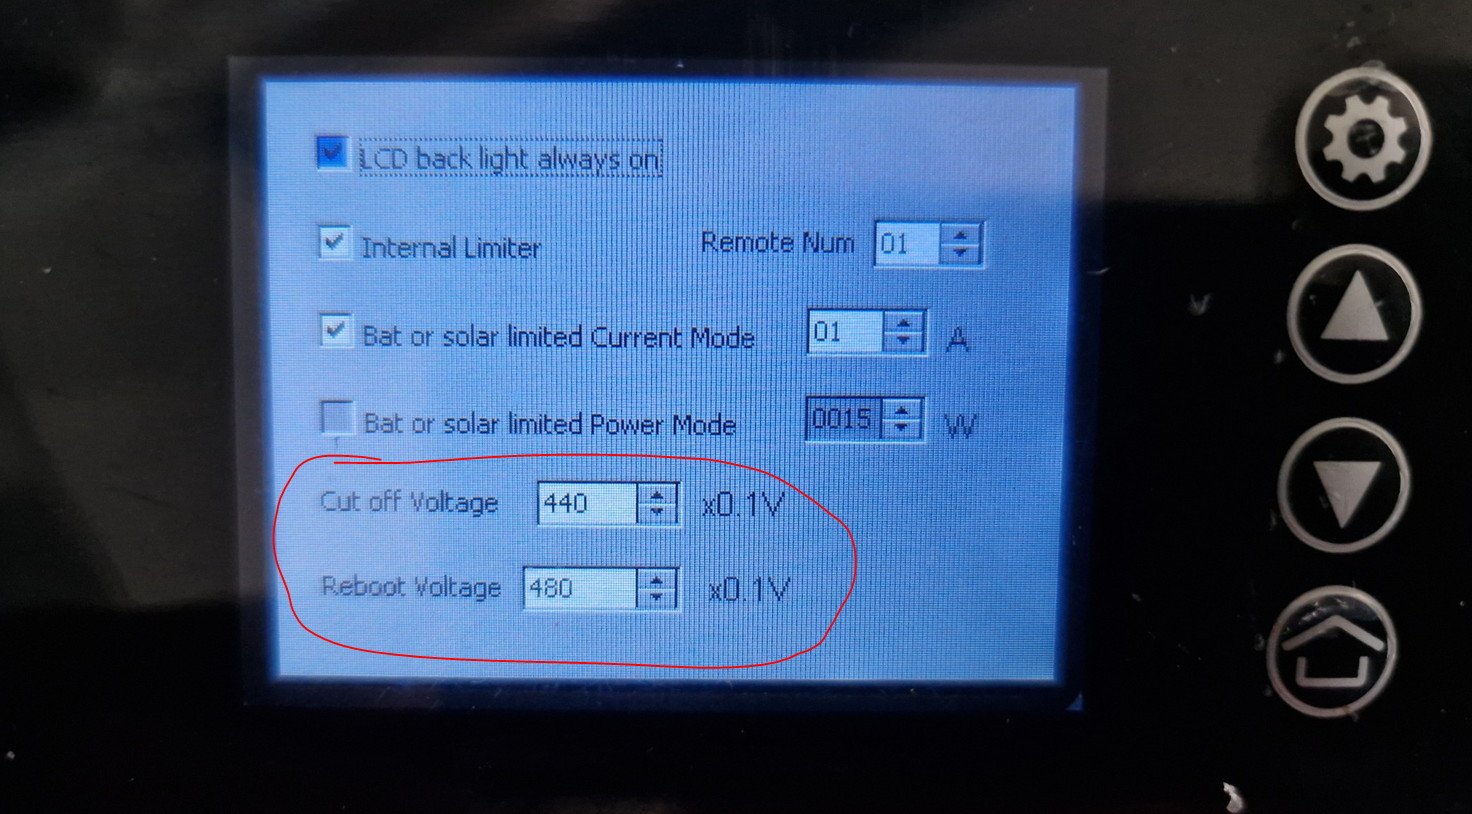 LCD back light always on
Internal Limiter Remote Num 01
Bat or solar limited Current Mode 01 A
Bat or solar limited Power Mode 0015 W
Cut off Voltage 440 x0.1V
Reboot Voltage 480 x0.1V